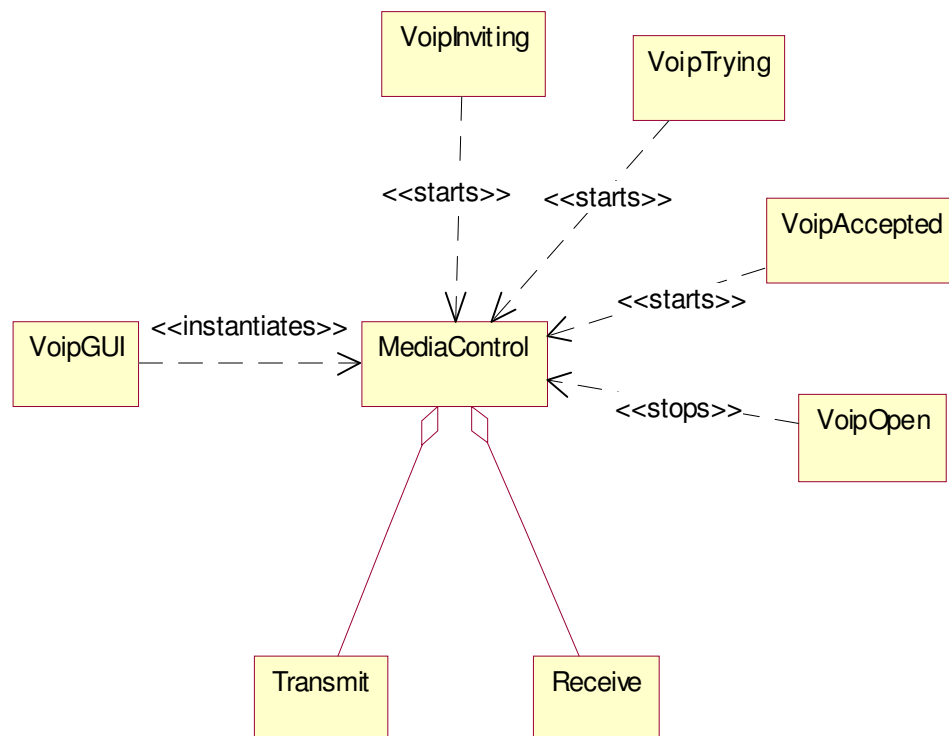 VoipInviting
VoipTrying
<<starts>>
<<starts>>
VoipAccepted
<<starts>>
<<instantiates>>
VoipGUI
MediaControl
<<stops>>
VoipOpen
Transmit
Receive